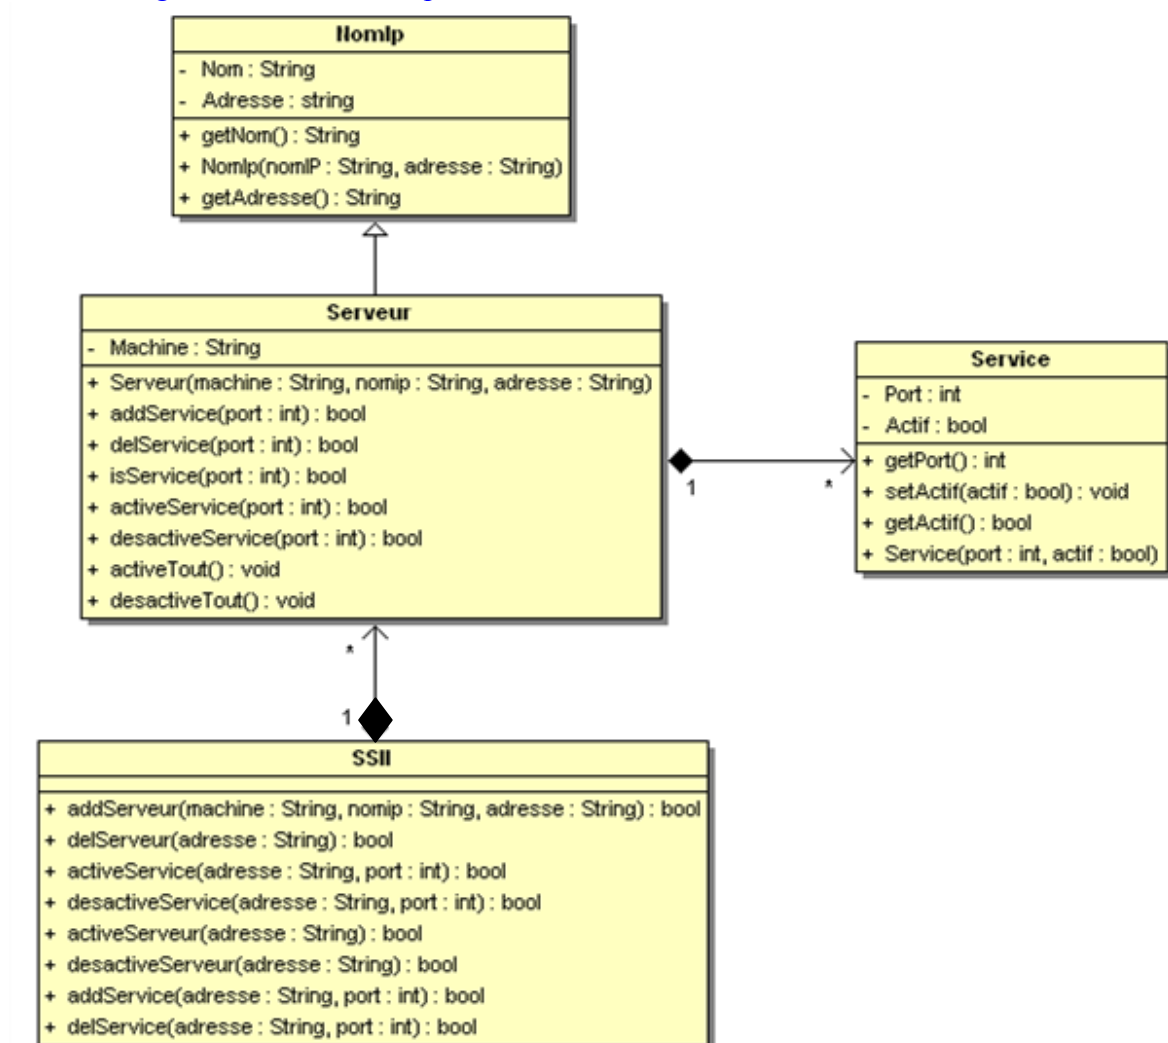 NomIp
- Nom : String
- Adresse : string
+ getNom() : String
+ NomIp(nomIP : String, adresse : String)
+ getAdresse() : String
Serveur
- Machine : String
+ Serveur(machine : String, nomip : String, adresse : String)
+ addService(port : int) : bool
+ delService(port : int) : bool
+ isService(port : int) : bool
+ activeService(port : int) : bool
+ desactiveService(port : int) : bool
+ activeTout() : void
+ desactiveTout() : void
1
*
Service
- Port : int
- Actif : bool
+ getPort() : int
+ setActif(actif : bool) : void
+ getActif() : bool
+ Service(port : int, actif : bool)
*
1
SSII
+ addServeur(machine : String, nomip : String, adresse : String) : bool
+ delServeur(adresse : String) : bool
+ activeService(adresse : String, port : int) : bool
+ desactiveService(adresse : String, port : int) : bool
+ activeServeur(adresse : String) : bool
+ desactiveServeur(adresse : String) : bool
+ addService(adresse : String, port : int) : bool
+ delService(adresse : String, port : int) : bool